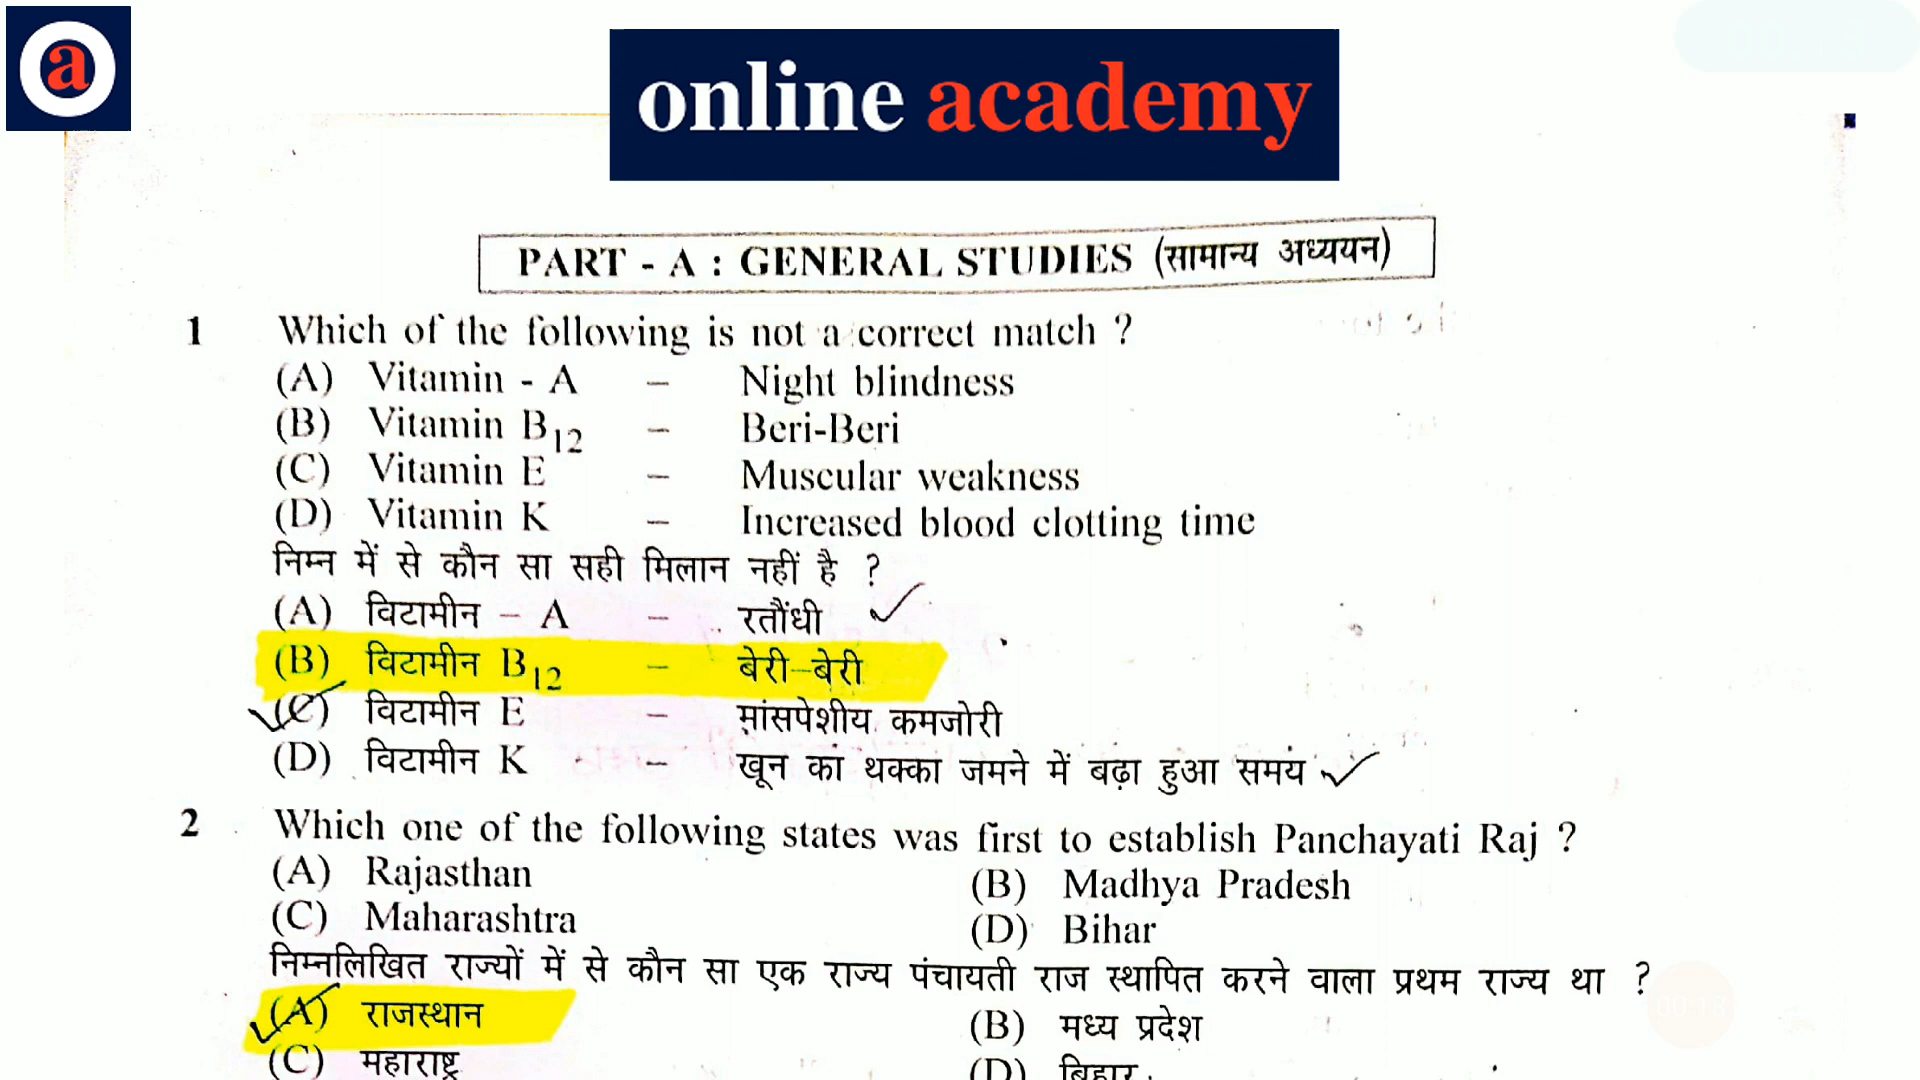 a
online academy
PART - A : GENERAL STUDIES (सामान्य अध्ययन)
1 Which of the following is not a correct match ?
(A) Vitamin - A – Night blindness
(B) Vitamin B12 – Beri-Beri
(C) Vitamin E – Muscular weakness
(D) Vitamin K – Increased blood clotting time
निम्न में से कौन सा सही मिलान नहीं है ?
(A) विटामीन – A – रतौंधी
(B) विटामीन B12 – बेरी–बेरी
(C) विटामीन E – मांसपेशीय कमजोरी
(D) विटामीन K – खून का थक्का जमने में बढ़ा हुआ समय
2 Which one of the following states was first to establish Panchayati Raj ?
(A) Rajasthan (B) Madhya Pradesh
(C) Maharashtra (D) Bihar
निम्नलिखित राज्यों में से कौन सा एक राज्य पंचायती राज स्थापित करने वाला प्रथम राज्य था ?
(A) राजस्थान (B) मध्य प्रदेश
(C) महाराष्ट्र (D) बिहार